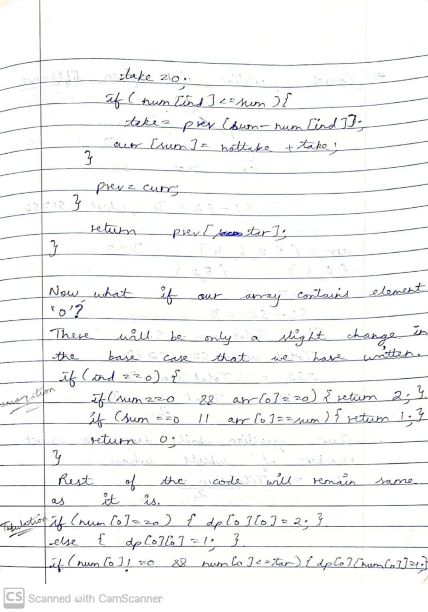 take = 0;
if ( num [ind] <= sum ) {
take = prev [sum - num [ind]];
curr [sum] = nottake + take;
}
prev = curr;
}
return prev [ tar ];
}
Now what if our array contains element
'0'?
There will be only a slight change in
the base case that we have written.
if (ind ==0) {
if (sum ==0 && arr [0] ==0) { return 2; }
if (sum ==0 || arr [0] == sum) { return 1; }
return 0;
}
Rest of the code will remain same
as it is.
Tabulation if (num [0] ==0) { dp [0] [0] = 2; }
else { dp [0] [0] = 1; }
if (num [0] ! =0 && num [0] <= tar) { dp [0] [num [0]] =1;}
CS Scanned with CamScanner